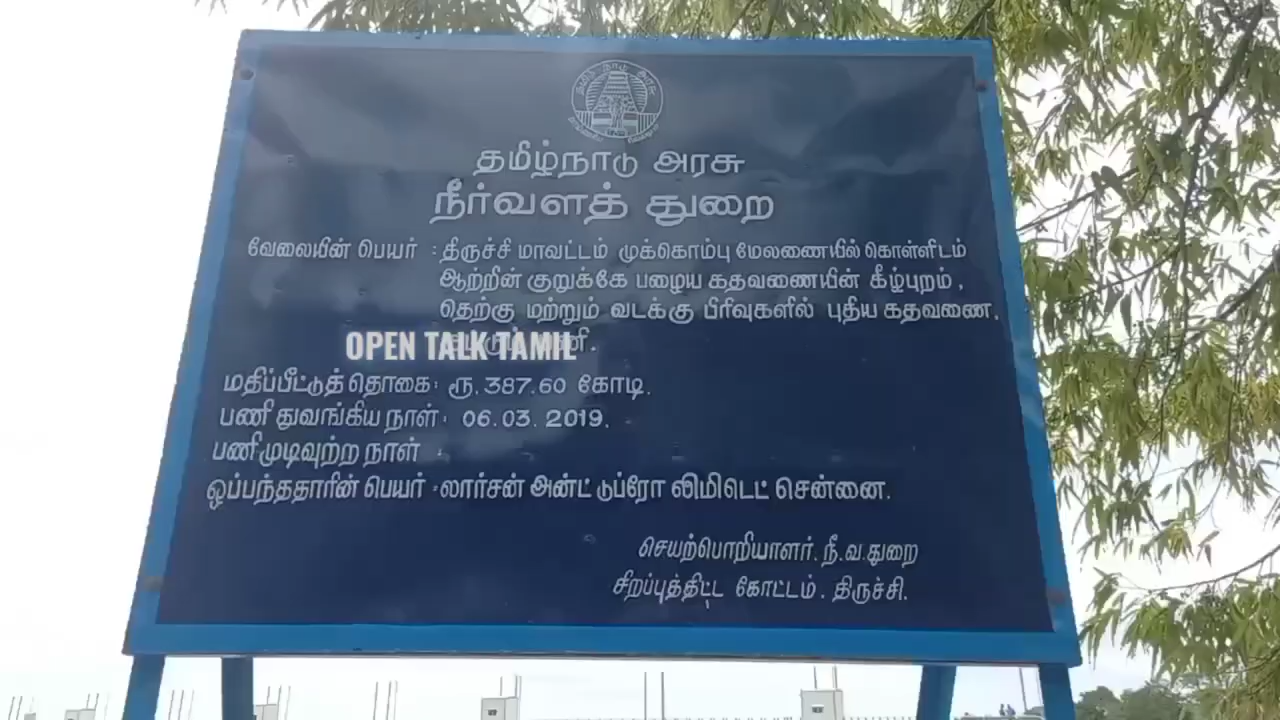 தமிழ்நாடு அரசு
நீர்வளத் துறை
வேலையின் பெயர் : திருச்சி மாவட்டம் முக்கொம்பு மேலணையில் கொள்ளிடம்
ஆற்றின் குறுக்கே பழைய கதவணையின் கீழ்புறம்,
தெற்கு மற்றும் வடக்கு பிரிவுகளில் புதிய கதவணை,
OPEN TALK TAMIL
மதிப்பீட்டுத் தொகை: ரூ. 387.60 கோடி.
பணி துவங்கிய நாள் : 06.03. 2019.
பணி முடிவுற்ற நாள் :
ஒப்பந்ததாரின் பெயர் : லார்சன் அன்ட் டுப்ரோ லிமிடெட் சென்னை.
செயற்பொறியாளர். நீ.வ.துறை
சிறப்புத்திட்ட கோட்டம். திருச்சி.